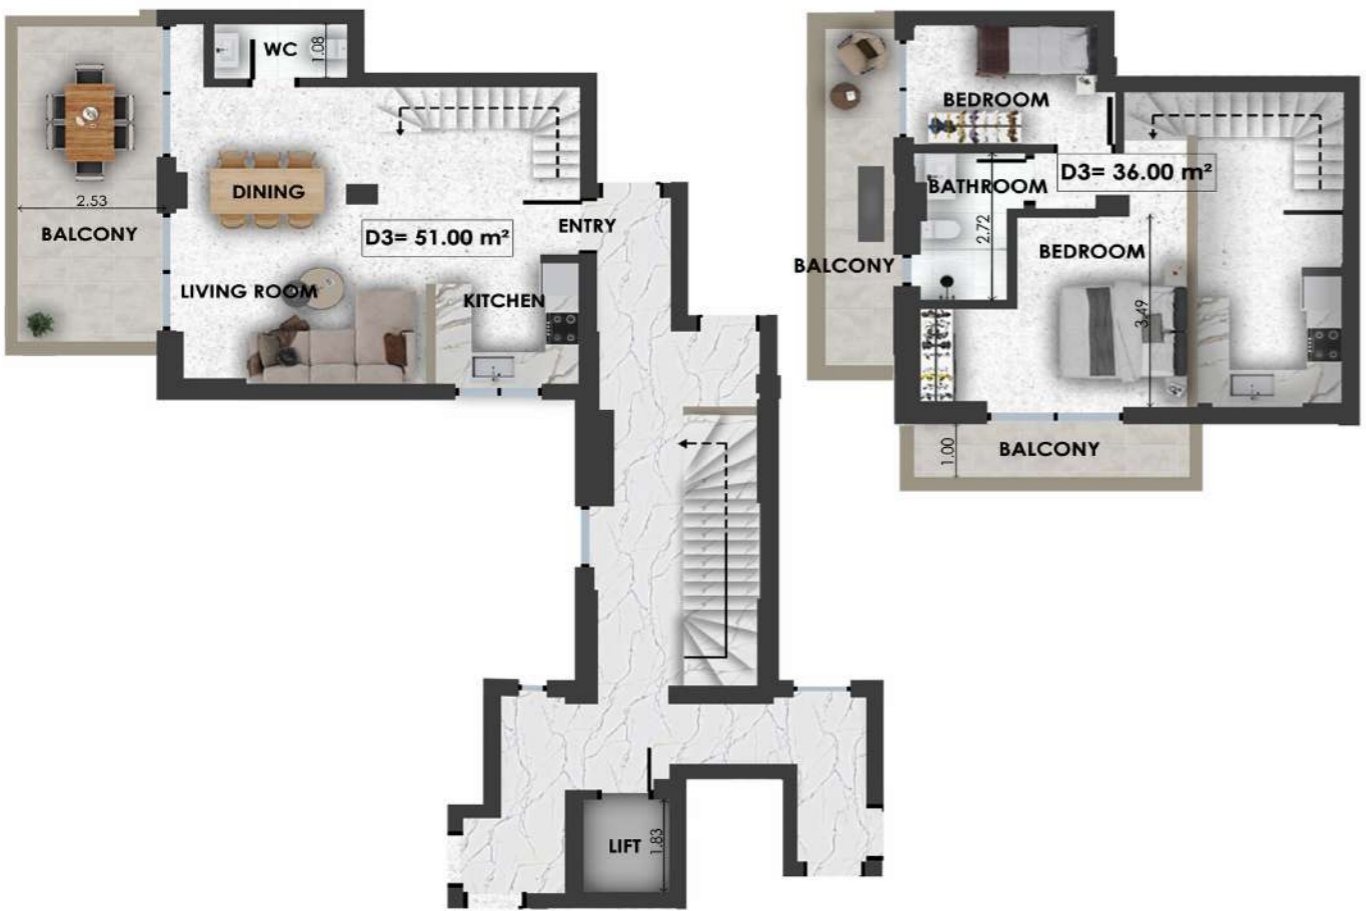 WC
1.08
DINING
2.53
BALCONY
D3= 51.00 m²
ENTRY
LIVING ROOM
KITCHEN
LIFT
1.83
BEDROOM
D3= 36.00 m²
BATHROOM
2.72
BEDROOM
BALCONY
3.49
BALCONY
1.00